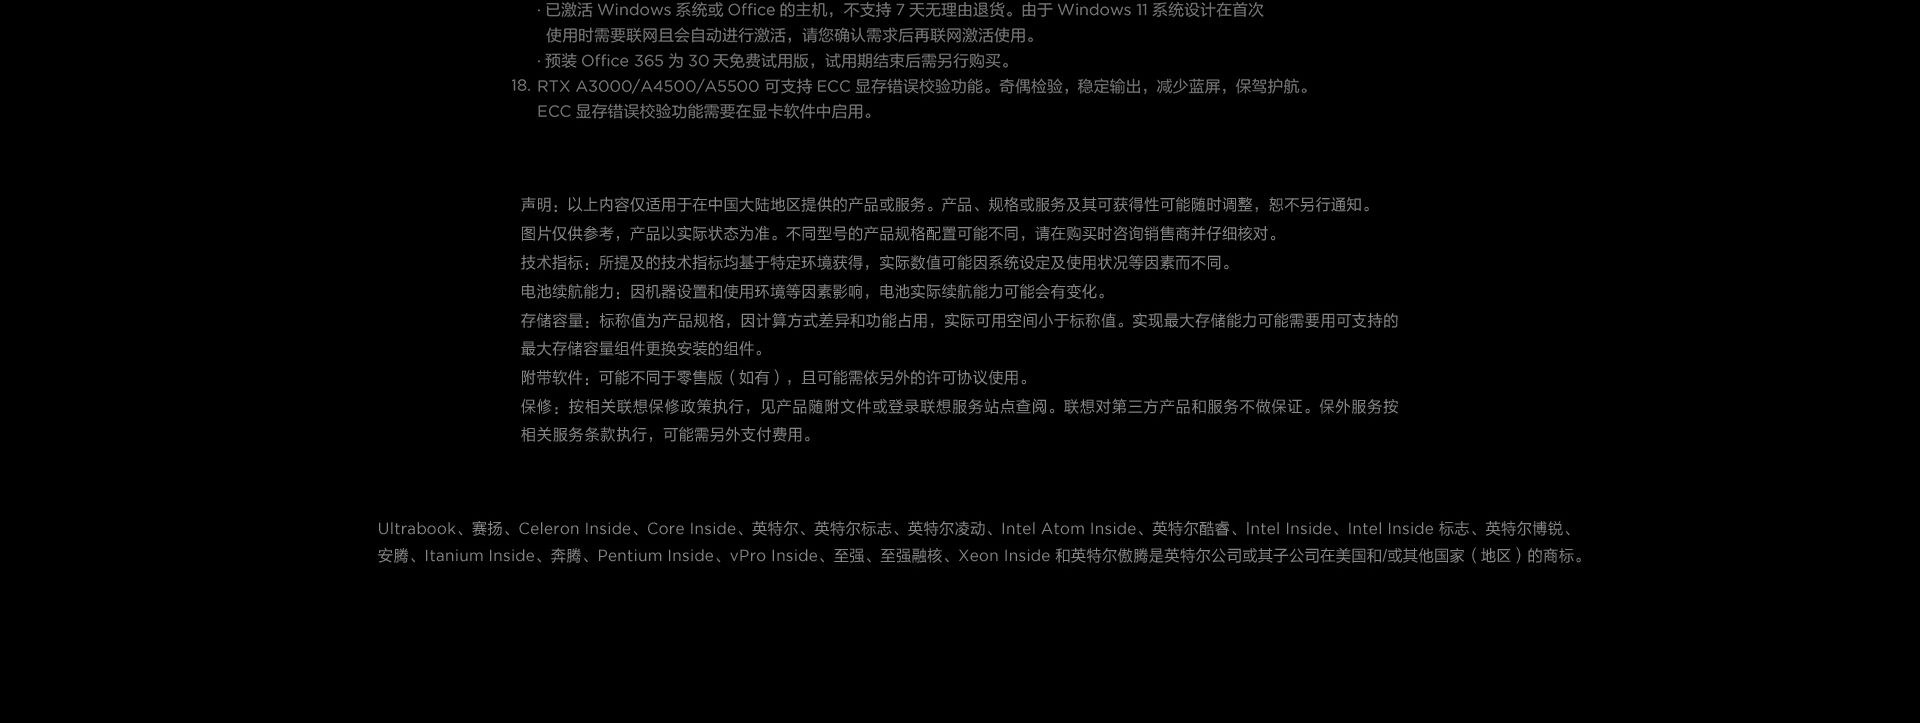 · 已激活 Windows 系统或 Office 的主机，不支持 7 天无理由退货。由于 Windows 11 系统设计在首次
使用时需要联网且会自动进行激活，请您确认需求后再联网激活使用。
· 预装 Office 365 为 30 天免费试用版，试用期结束后需另行购买。
18. RTX A3000/A4500/A5500 可支持 ECC 显存错误校验功能。奇偶检验，稳定输出，减少蓝屏，保驾护航。
ECC 显存错误校验功能需要在显卡软件中启用。
声明：以上内容仅适用于在中国大陆地区提供的产品或服务。产品、规格或服务及其可获得性可能随时调整，恕不另行通知。
图片仅供参考，产品以实际状态为准。不同型号的产品规格配置可能不同，请在购买时咨询销售商并仔细核对。
技术指标：所提及的技术指标均基于特定环境获得，实际数值可能因系统设定及使用状况等因素而不同。
电池续航能力：因机器设置和使用环境等因素影响，电池实际续航能力可能会有变化。
存储容量：标称值为产品规格，因计算方式差异和功能占用，实际可用空间小于标称值。实现最大存储能力可能需要用可支持的
最大存储容量组件更换安装的组件。
附带软件：可能不同于零售版（如有），且可能需依另外的许可协议使用。
保修：按相关联想保修政策执行，见产品随附文件或登录联想服务站点查阅。联想对第三方产品和服务不做保证。保外服务按
相关服务条款执行，可能需另外支付费用。
Ultrabook、赛扬、Celeron Inside、Core Inside、英特尔、英特尔标志、英特尔凌动、Intel Atom Inside、英特尔酷睿、Intel Inside、Intel Inside 标志、英特尔博锐、
安腾、Itanium Inside、奔腾、Pentium Inside、vPro Inside、至强、至强融核、Xeon Inside 和英特尔傲腾是英特尔公司或其子公司在美国和/或其他国家（地区）的商标。